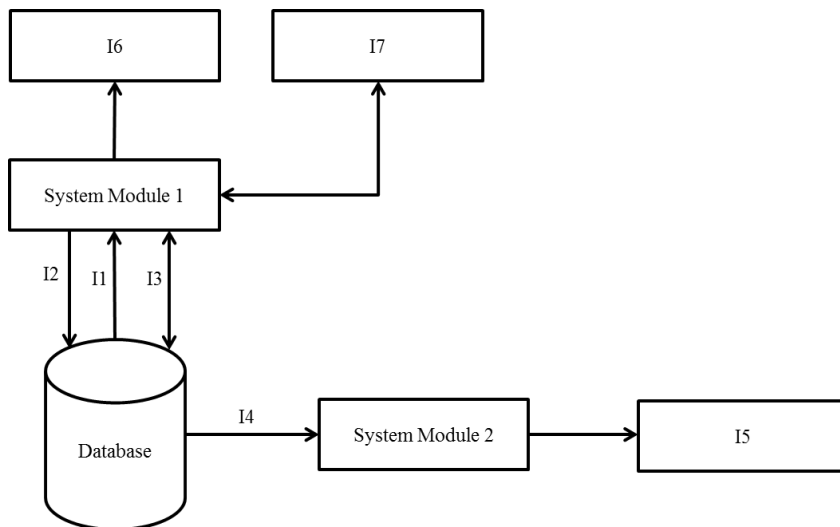 I6
I7
System Module 1
I2
I1
I3
I4
Database
System Module 2
I5